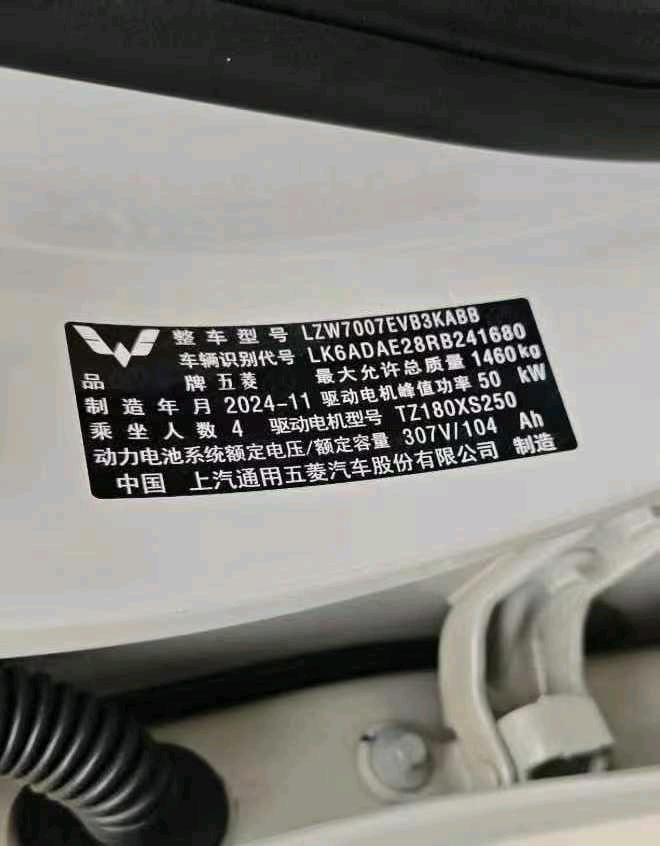 整车型号 LZW7007EVB3KABB
车辆识别代号 LK6ADAE28RB241680
品牌 五菱 最大允许总质量 1460kg
制造年月 2024-11 驱动电机峰值功率 50 kW
乘坐人数 4 驱动电机型号 TZ180XS250
动力电池系统额定电压/额定容量 307V/104 Ah
中国 上汽通用五菱汽车股份有限公司 制造